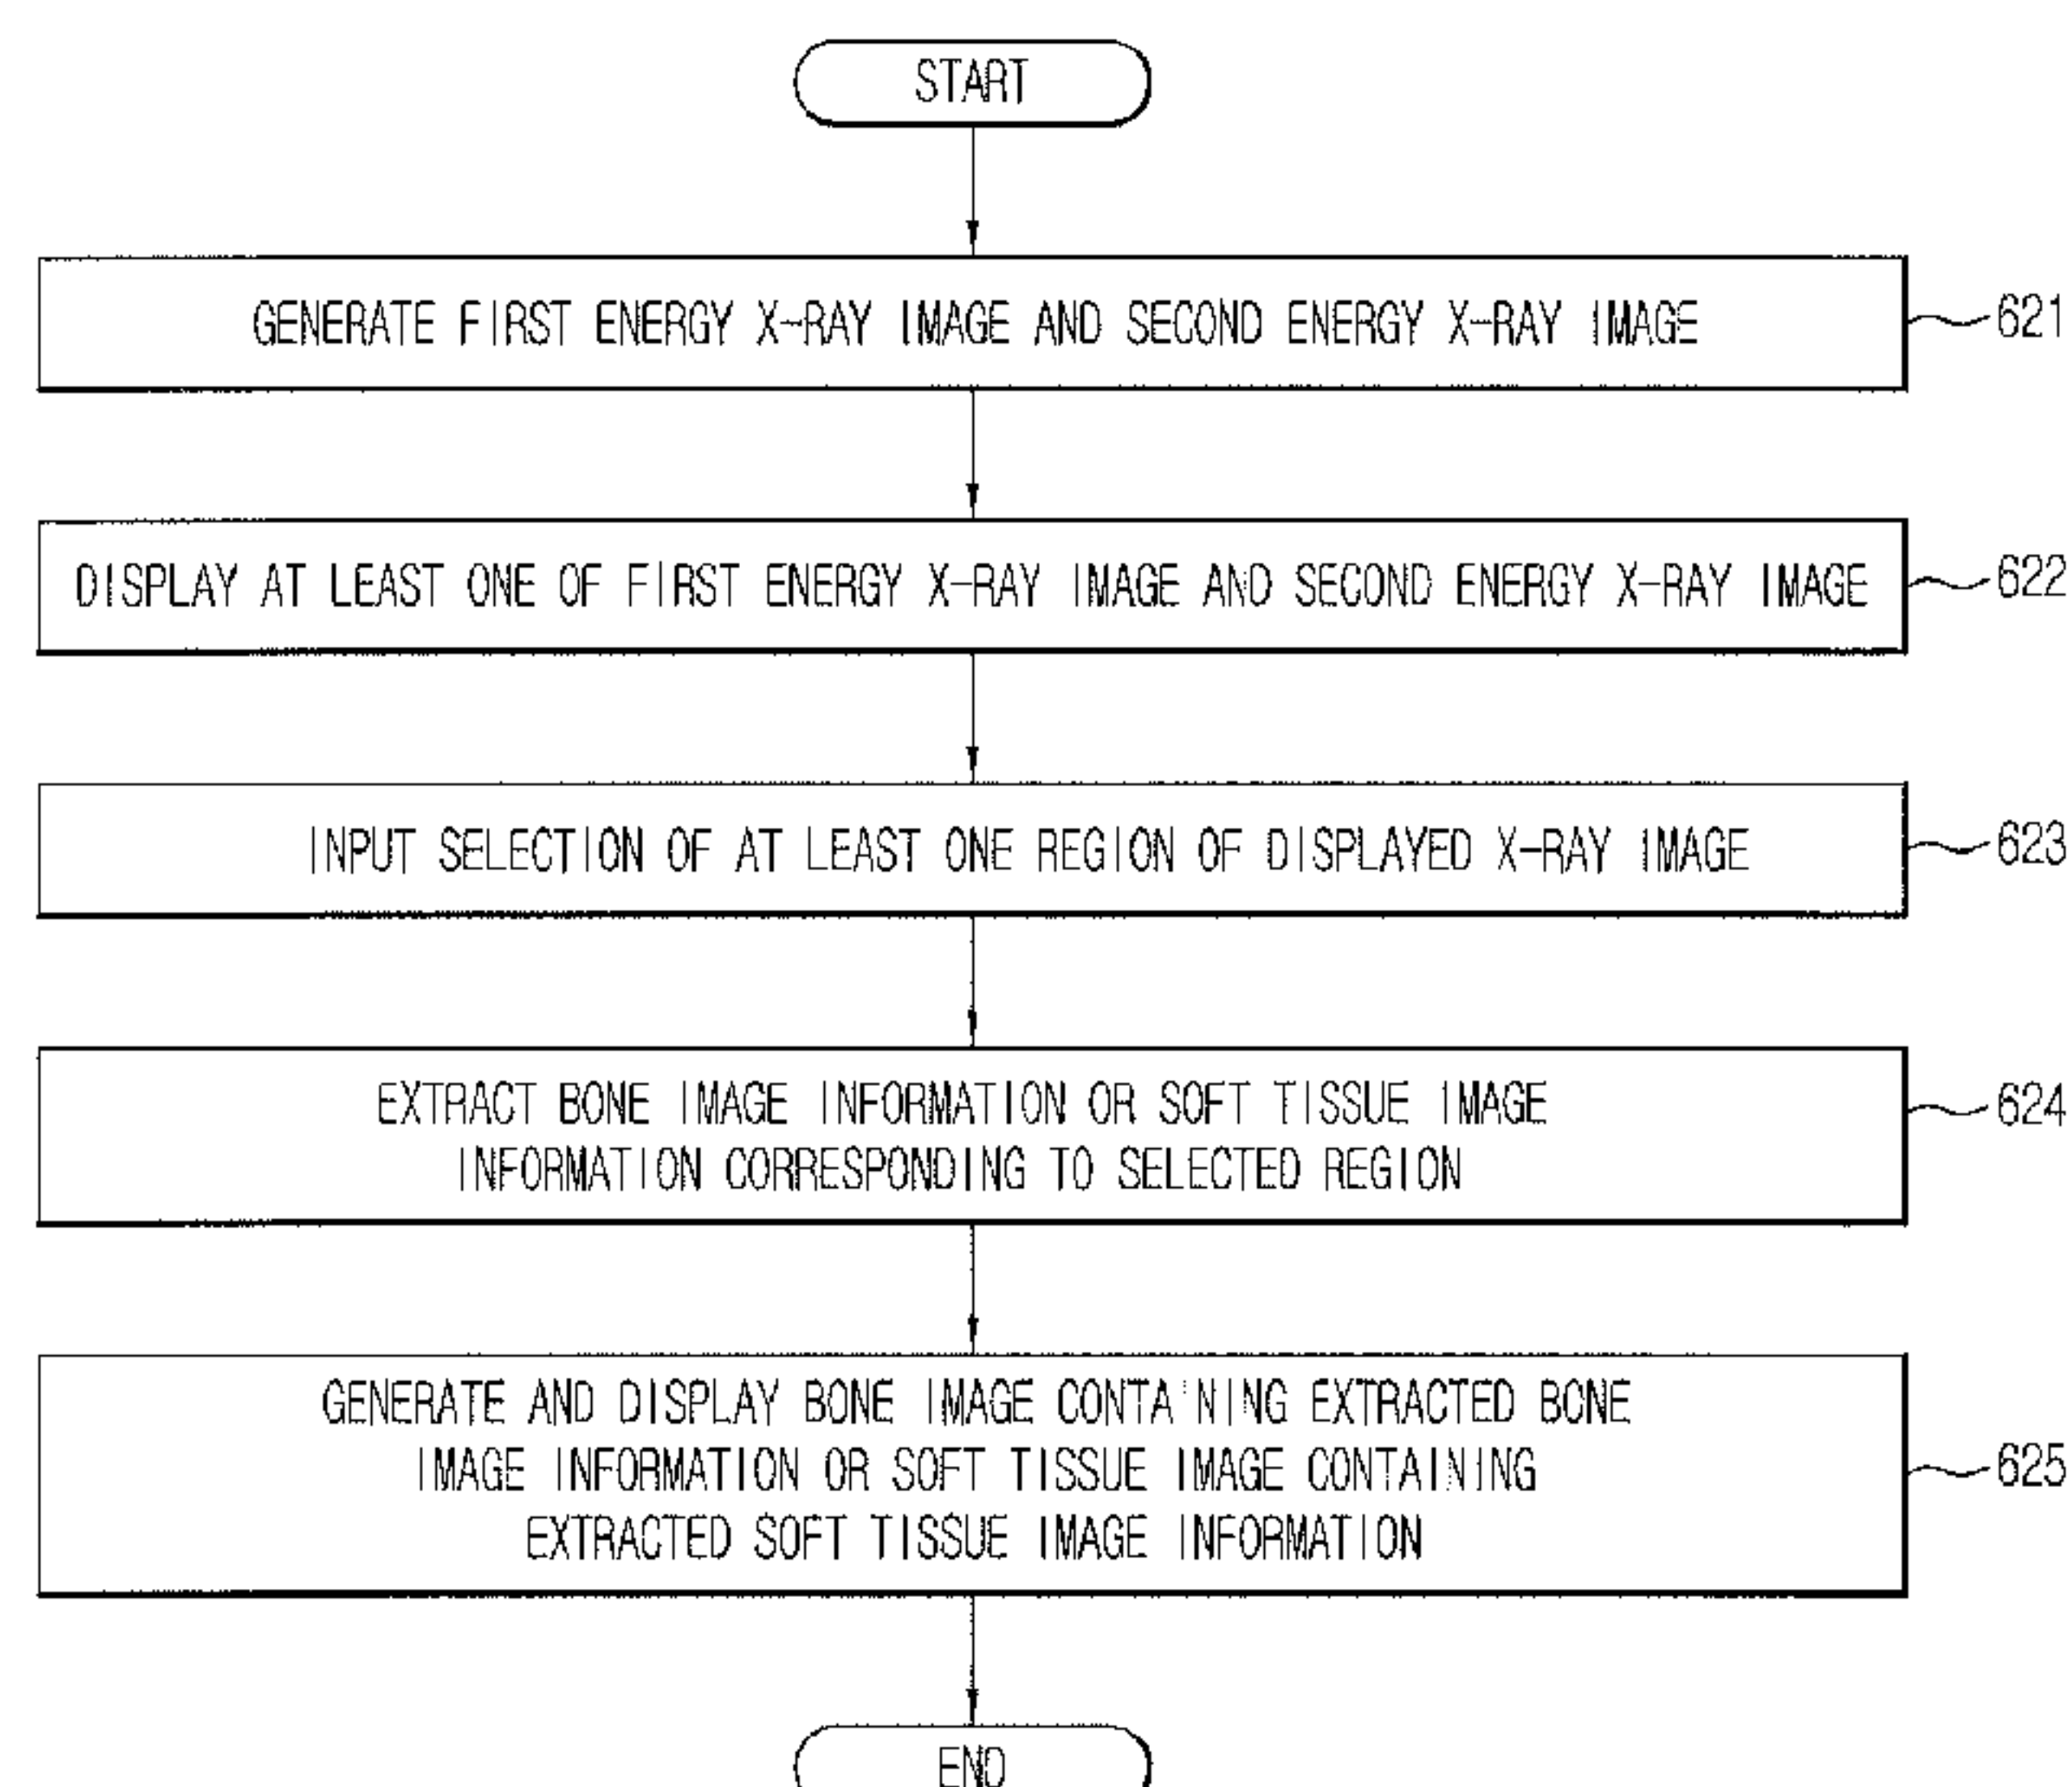 START
GENERATE FIRST ENERGY X-RAY IMAGE AND SECOND ENERGY X-RAY IMAGE
621
DISPLAY AT LEAST ONE OF FIRST ENERGY X-RAY IMAGE AND SECOND ENERGY X-RAY IMAGE
622
INPUT SELECTION OF AT LEAST ONE REGION OF DISPLAYED X-RAY IMAGE
623
EXTRACT BONE IMAGE INFORMATION OR SOFT TISSUE IMAGE
INFORMATION CORRESPONDING TO SELECTED REGION
624
GENERATE AND DISPLAY BONE IMAGE CONTAINING EXTRACTED BONE
IMAGE INFORMATION OR SOFT TISSUE IMAGE CONTAINING
EXTRACTED SOFT TISSUE IMAGE INFORMATION
625
END